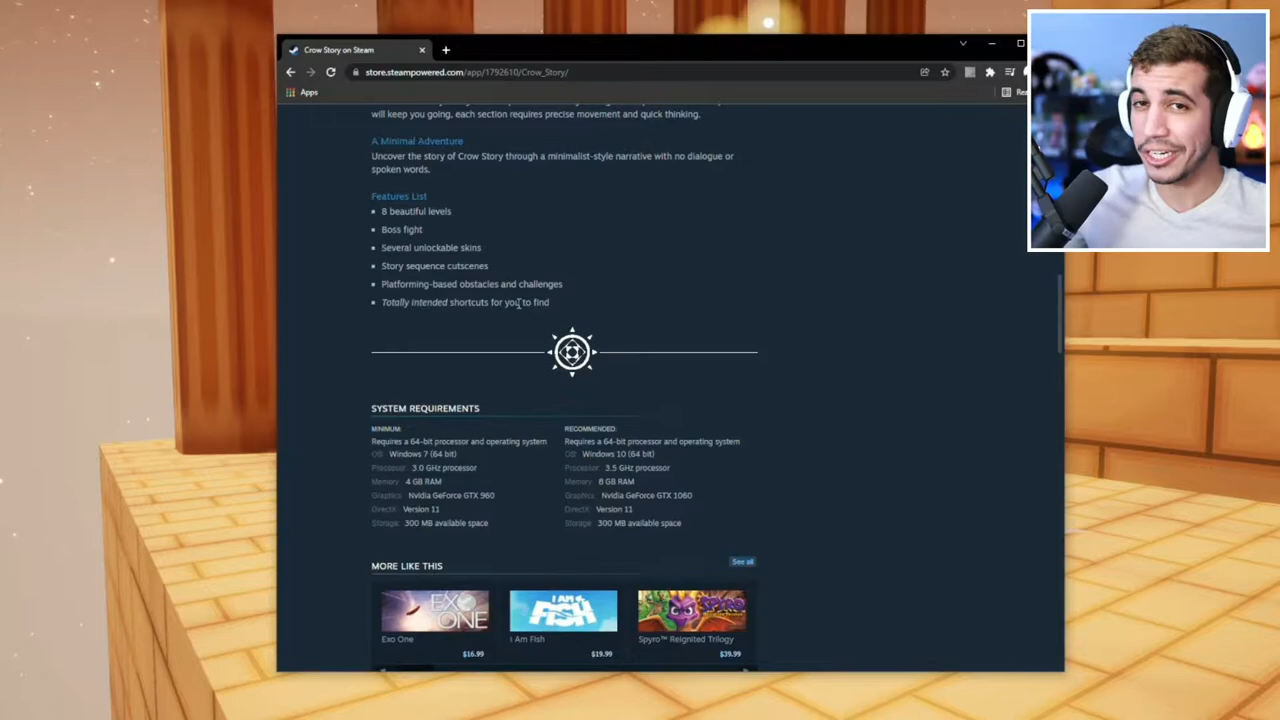 Crow Story on Steam
store.steampowered.com/app/1792610/Crow_Story/
Apps
will keep you going, each section requires precise movement and quick thinking.
A Minimal Adventure
Uncover the story of Crow Story through a minimalist-style narrative with no dialogue or
spoken words.
Features List
8 beautiful levels
Boss fight
Several unlockable skins
Story sequence cutscenes
Platforming-based obstacles and challenges
Totally intended shortcuts for you to find
SYSTEM REQUIREMENTS
MINIMUM:
Requires a 64-bit processor and operating system
OS: Windows 7 (64 bit)
Processor: 3.0 GHz processor
Memory: 4 GB RAM
Graphics: Nvidia GeForce GTX 960
DirectX: Version 11
Storage: 300 MB available space
RECOMMENDED:
Requires a 64-bit processor and operating system
OS: Windows 10 (64 bit)
Processor: 3.5 GHz processor
Memory: 8 GB RAM
Graphics: Nvidia GeForce GTX 1060
DirectX: Version 11
Storage: 300 MB available space
MORE LIKE THIS
See all
EXO
ONE
I AM
FISH
SPYRO
Exo One
I Am Fish
Spyro™ Reignited Trilogy
$16.99
$19.99
$39.99